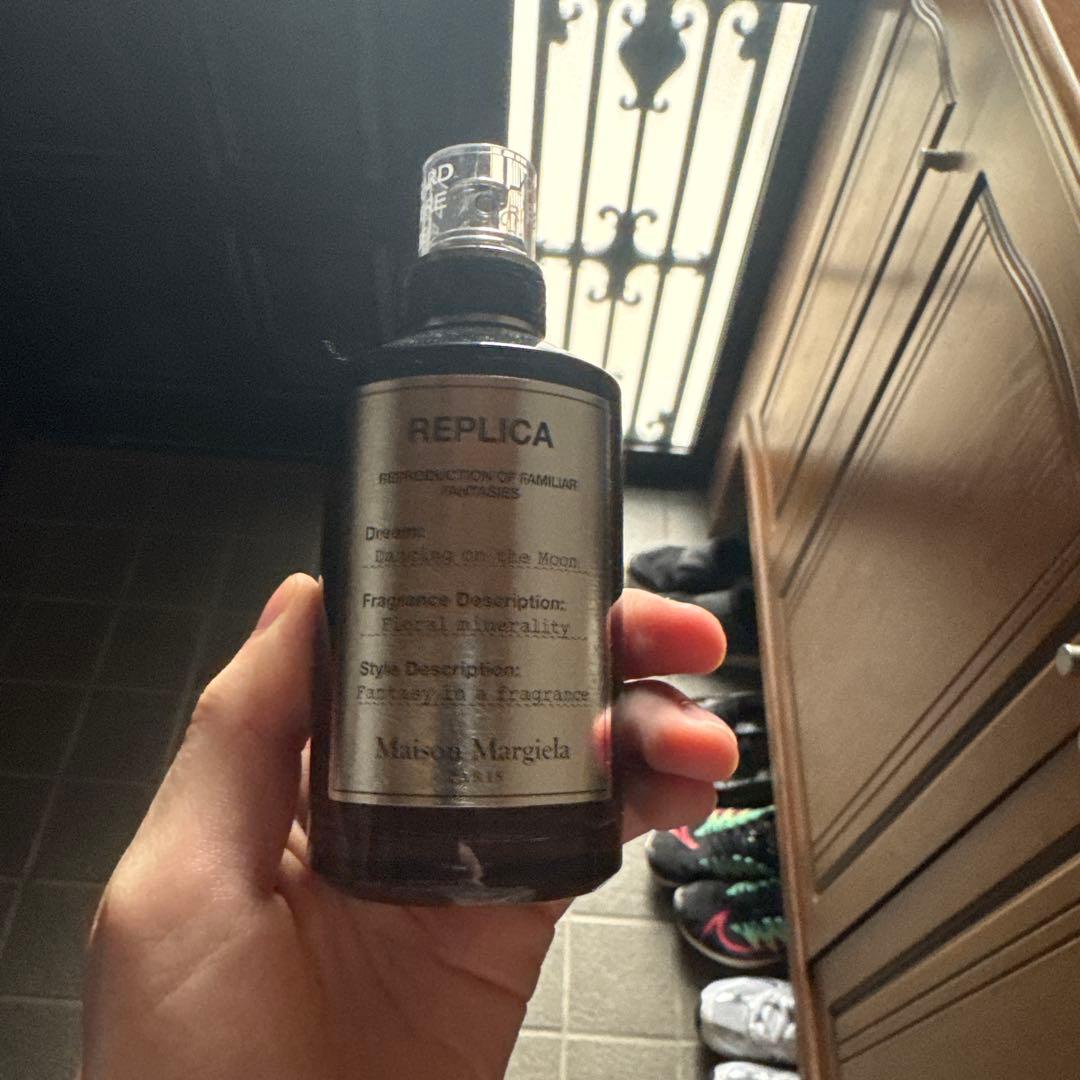 REPLICA
REPRODUCTION OF FAMILIAR
FANTASIES
Dream:
Dancing on the Moon
Fragrance Description:
Floral minerality
Style Description:
Fantasy in a fragrance
Maison Margiela
PARIS